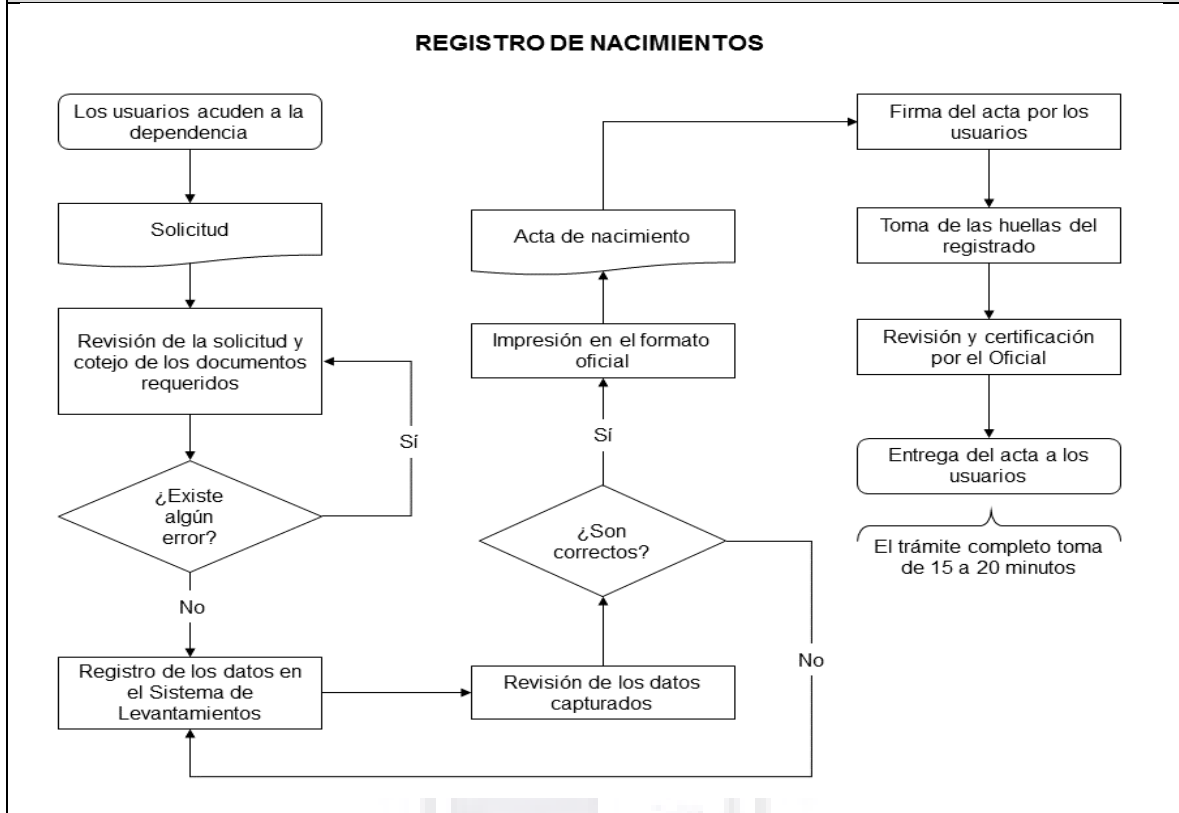 REGISTRO DE NACIMIENTOS
Los usuarios acuden a la
dependencia
Solicitud
Revisión de la solicitud y
cotejo de los documentos
requeridos
Sí
¿Existe
algún
error?
No
Registro de los datos en
el Sistema de
Levantamientos
Revisión de los datos
capturados
¿Son
correctos?
No
Sí
Impresión en el formato
oficial
Acta de nacimiento
Firma del acta por los
usuarios
Toma de las huellas del
registrado
Revisión y certificación
por el Oficial
Entrega del acta a los
usuarios
El trámite completo toma
de 15 a 20 minutos